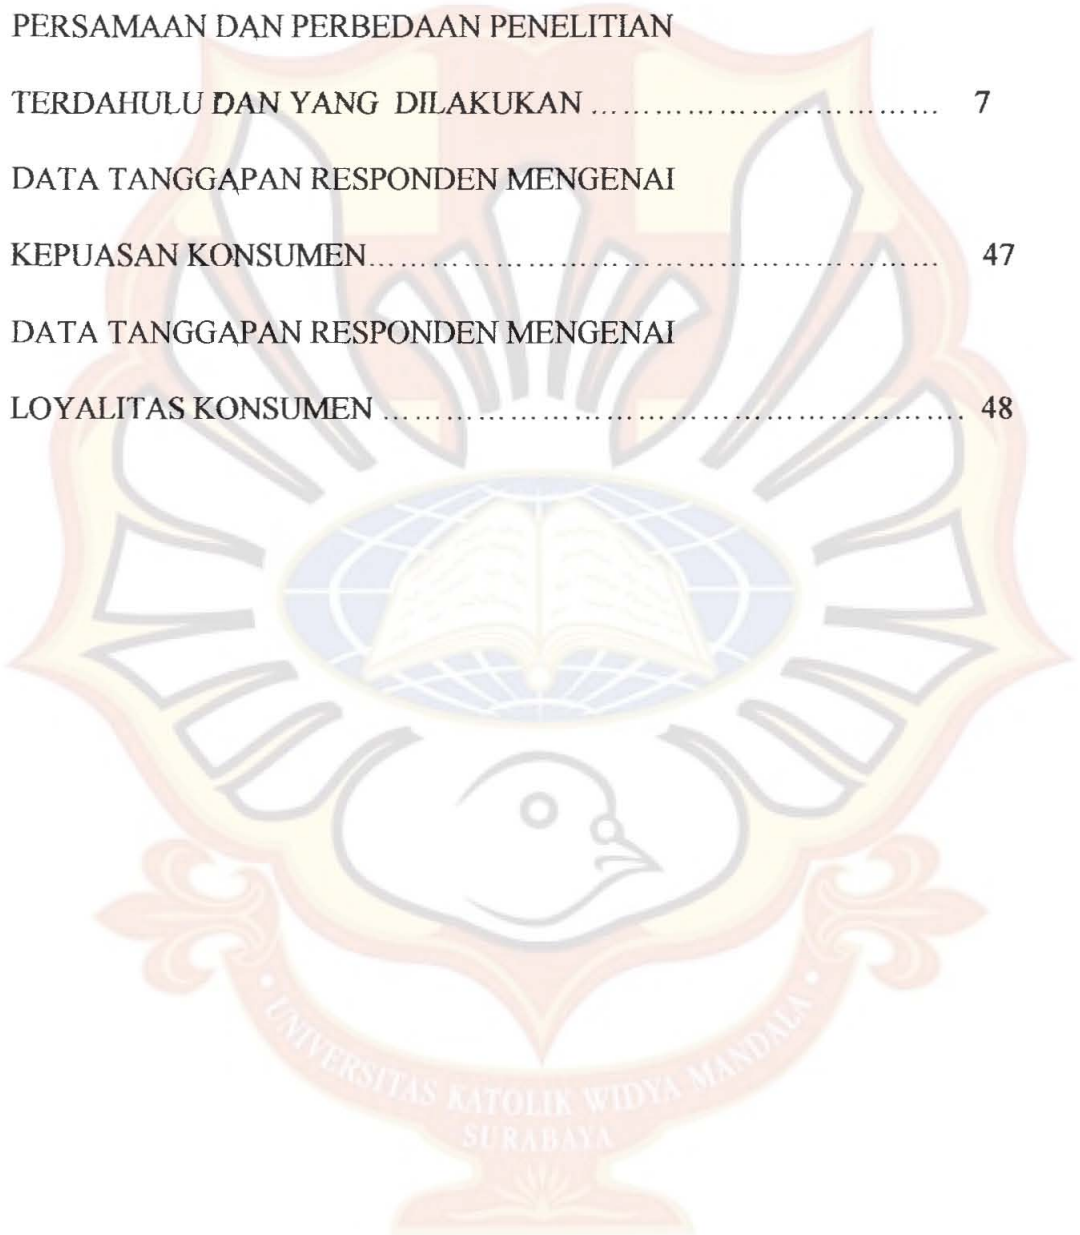 PERSAMAAN DAN PERBEDAAN PENELITIAN
TERDAHULU DAN YANG DILAKUKAN ................................ 7
DATA TANGGAPAN RESPONDEN MENGENAI
KEPUASAN KONSUMEN.................................................... 47
DATA TANGGAPAN RESPONDEN MENGENAI
LOYALITAS KONSUMEN .................................................... 48
UNIVERSITAS KATOLIK WIDYA MANDALA
SURABAYA